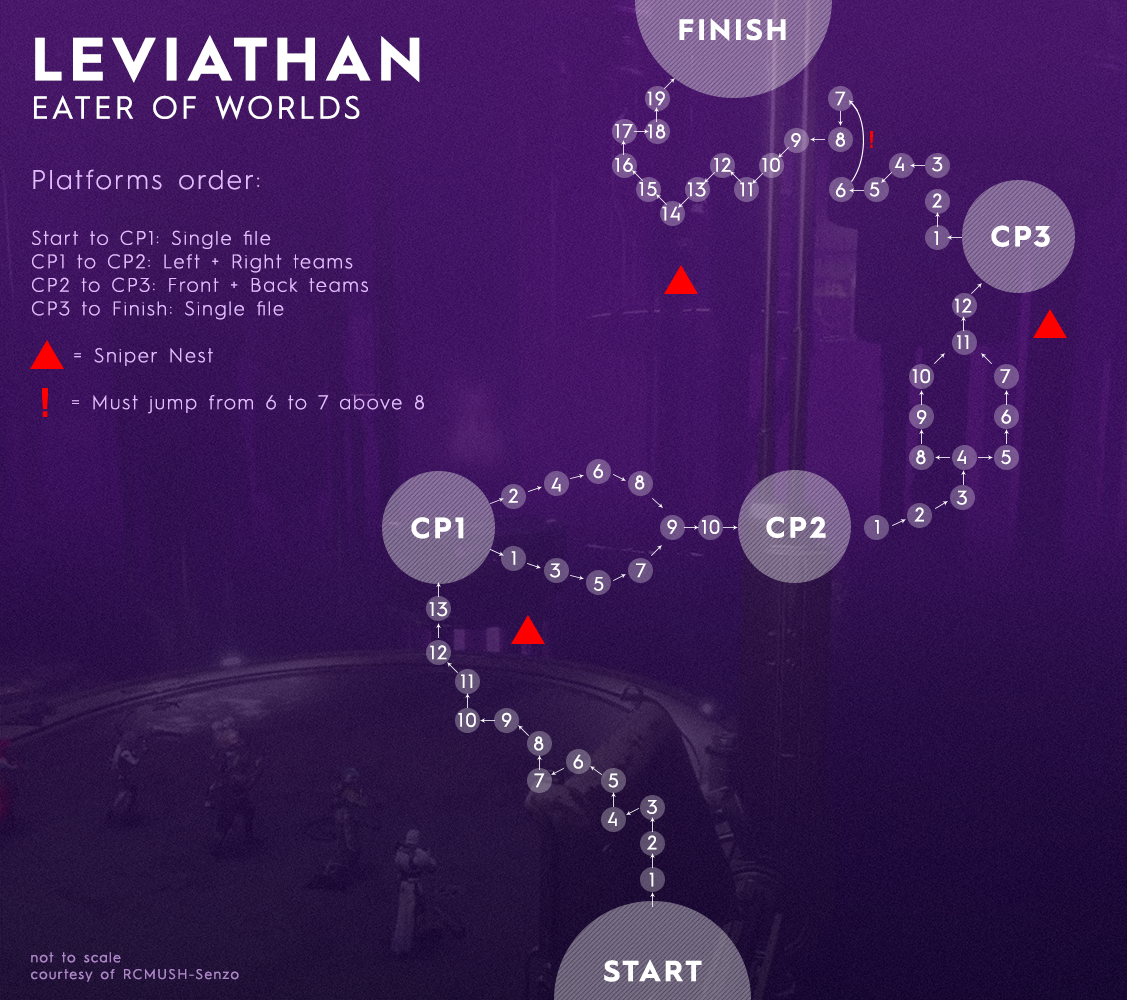 LEVIATHAN
EATER OF WORLDS
Platforms order:
Start to CP1: Single file
CP1 to CP2: Left + Right teams
CP2 to CP3: Front + Back teams
CP3 to Finish: Single file
= Sniper Nest
! = Must jump from 6 to 7 above 8
FINISH
19
7
17 18
9 8 !
16 12 10 4 3
15 13 11 6 5
14
2
1
CP3
12
11
10 7
9 6
8 4 5
3
1 2
CP1
2 4 6 8
9 10
CP2
1 3 5 7
13
12
11
10 9
8
7 6 5
4 3
2
1
START
not to scale
courtesy of RCMUSH-Senzo